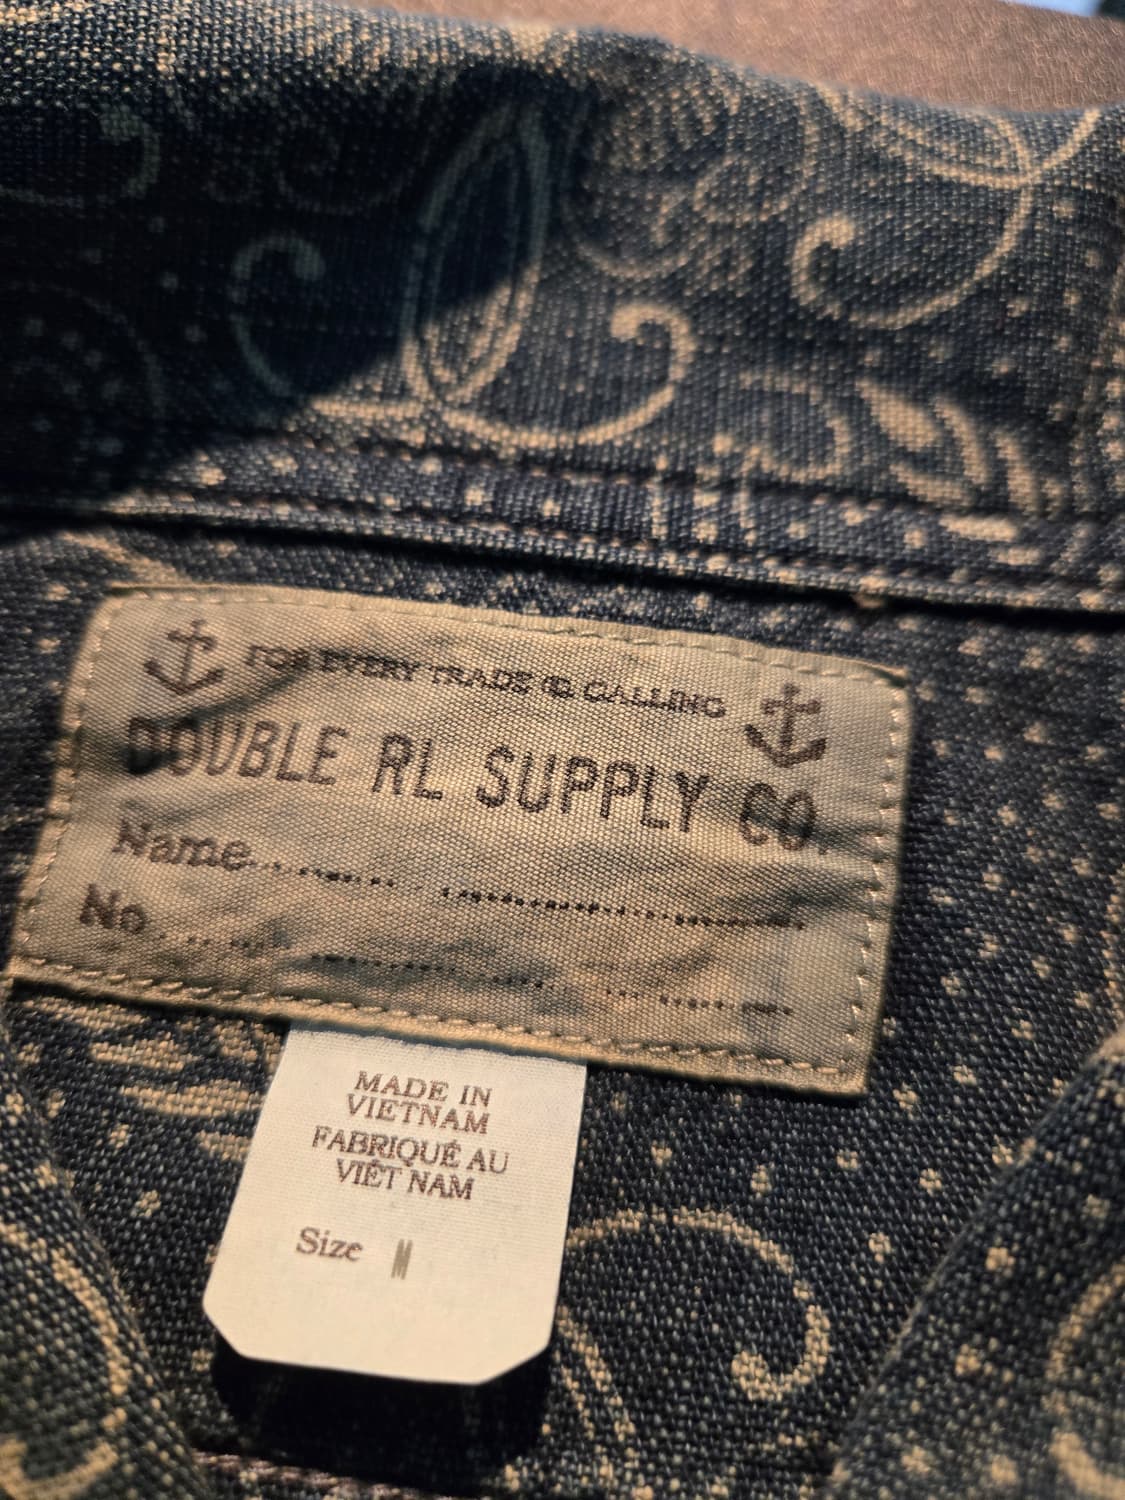 FOR EVERY TRADE & CALLING
DOUBLE RL SUPPLY CO.
Name
No
MADE IN
VIETNAM
FABRIQUÉ AU
VIÊT NAM
Size M